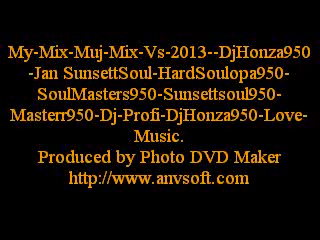 My-Mix-Muj-Mix-Vs-2013--DjHonza950
-Jan SunsettSoul-HardSoulopa950-
SoulMasters950-Sunsettsoul950-
Masterr950-Dj-Profi-DjHonza950-Love-
Music.
Produced by Photo DVD Maker
http://www.anvsoft.com